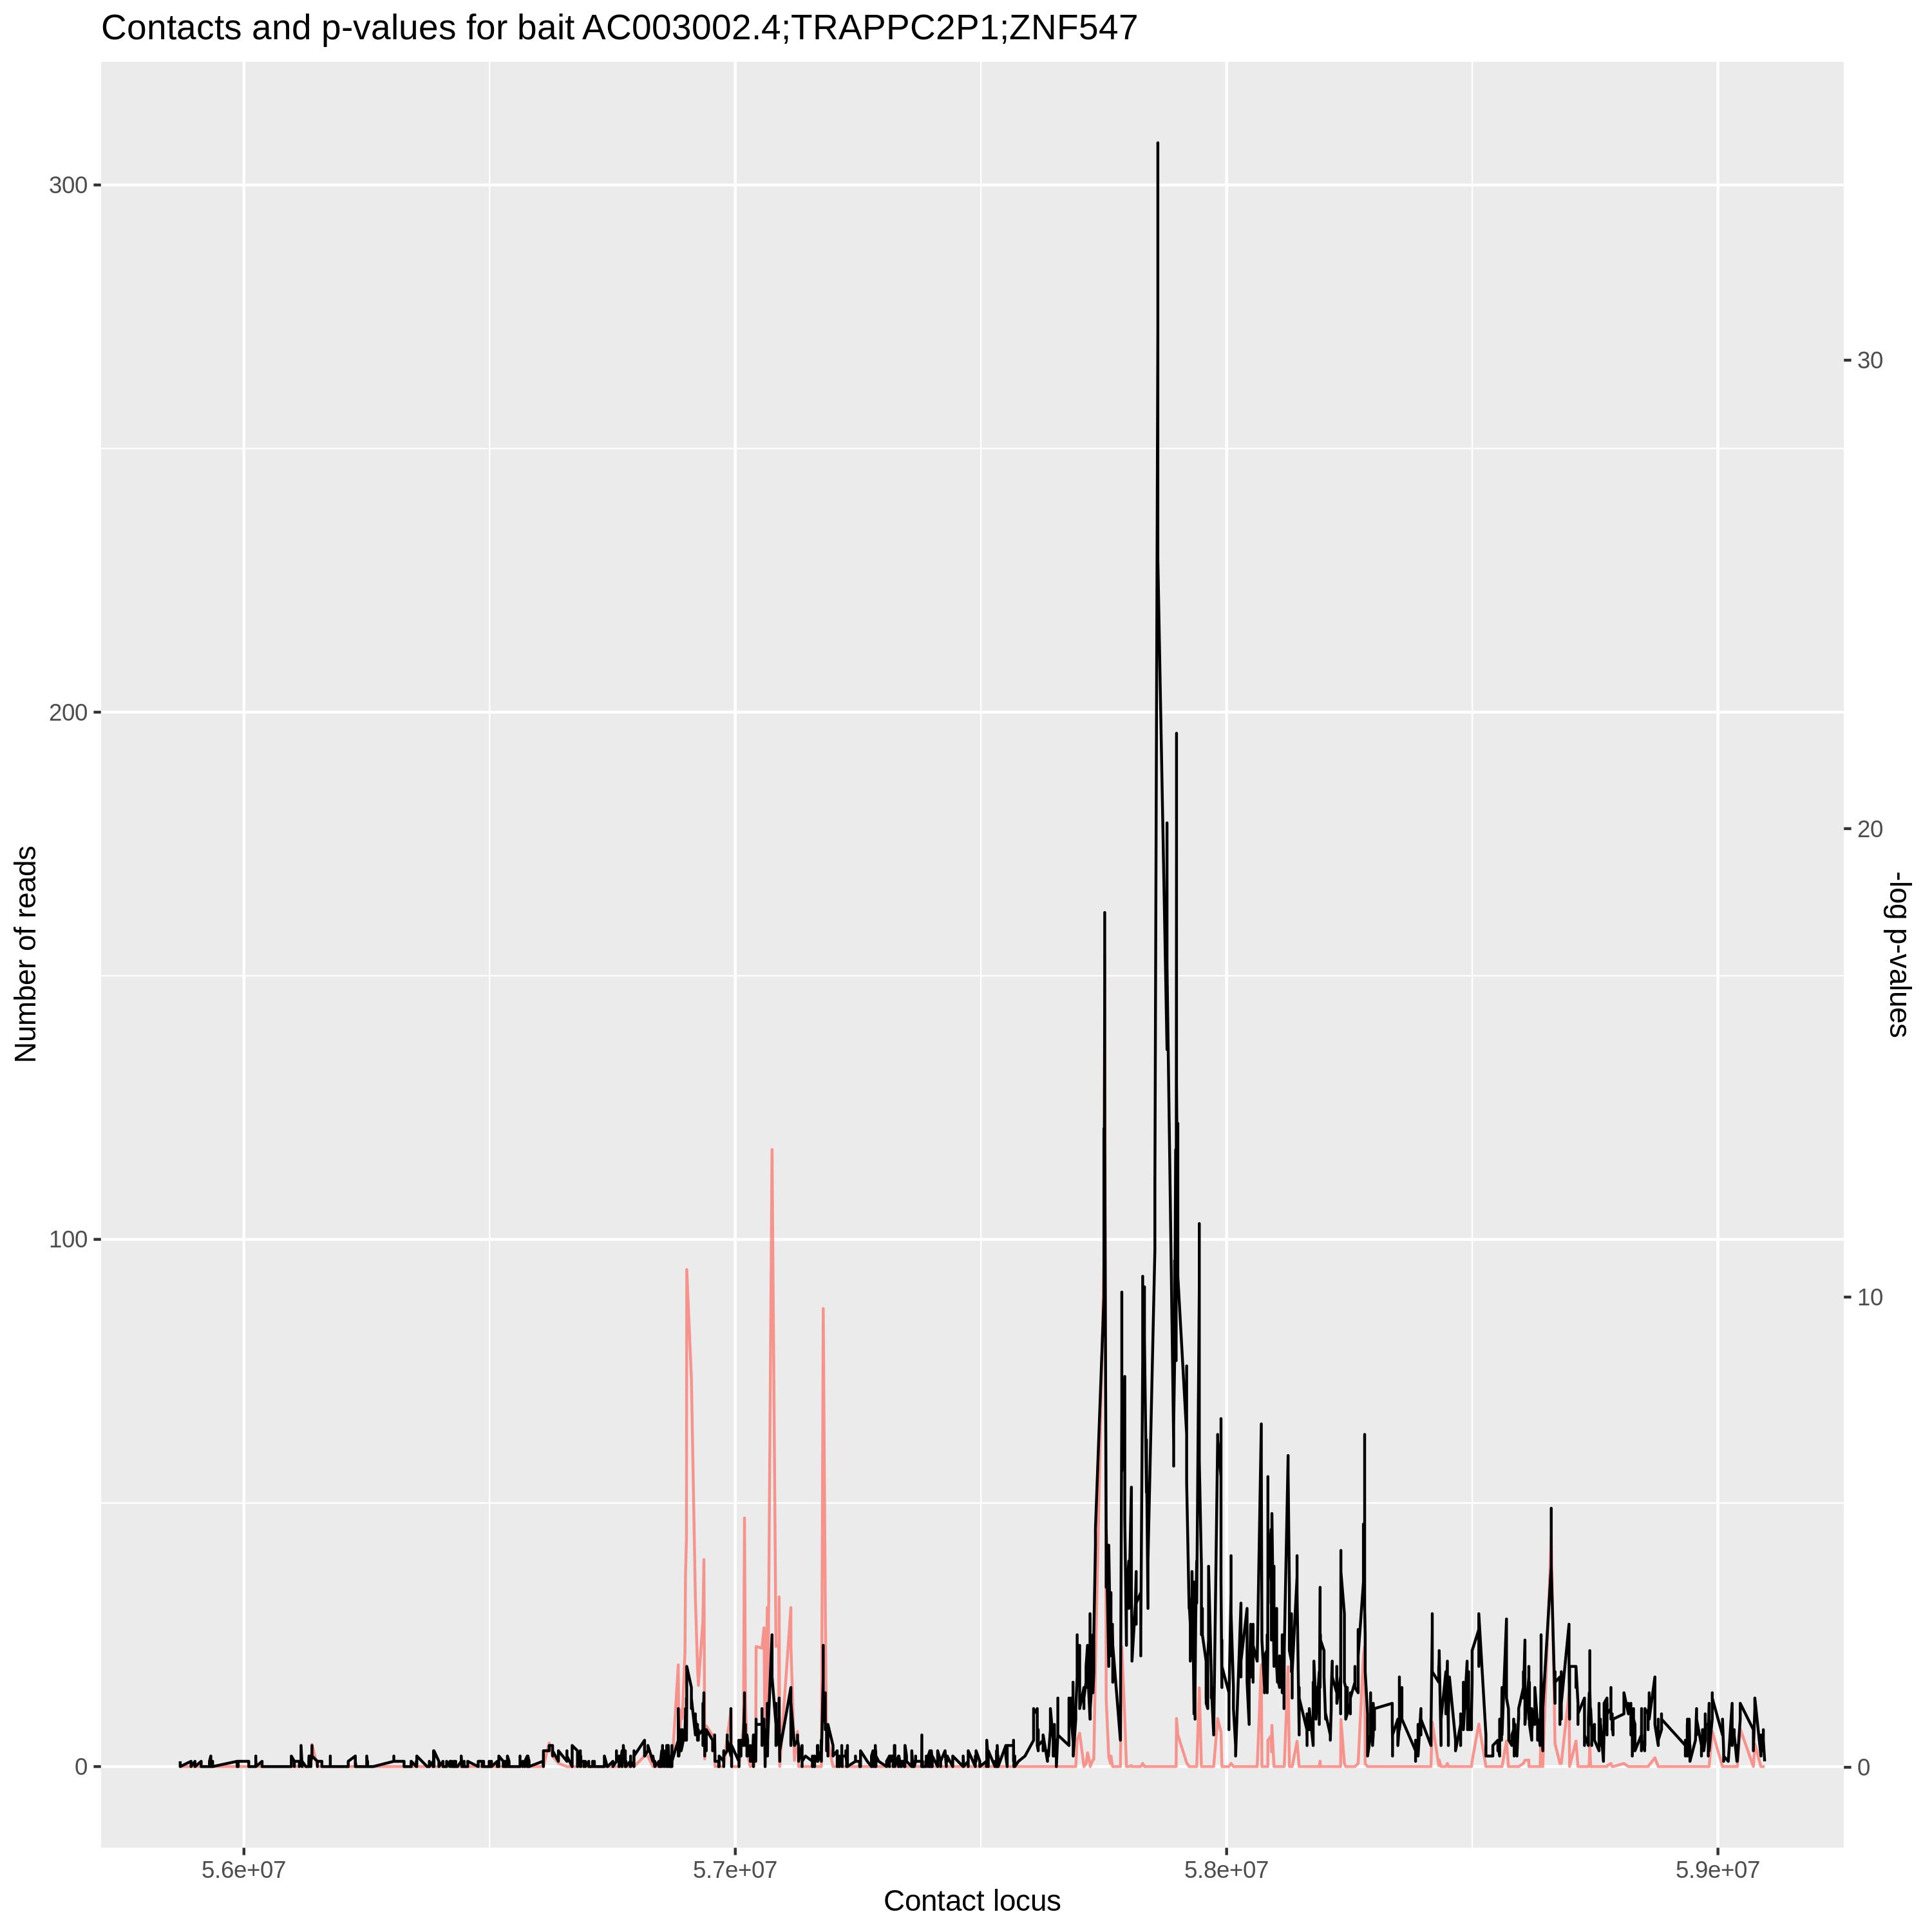 Contacts and p-values for bait AC003002.4;TRAPPC2P1;ZNF547
300
200
100
0
Number of reads
30
20
10
0
-log p-values
5.6e+07 5.7e+07 5.8e+07 5.9e+07
Contact locus